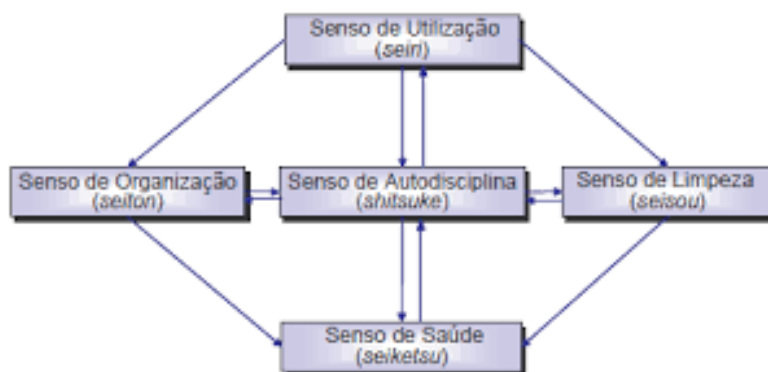 Senso de Utilização
(seiri)
Senso de Organização
(seiton)
Senso de Autodisciplina
(shitsuke)
Senso de Limpeza
(seisou)
Senso de Saúde
(seiketsu)